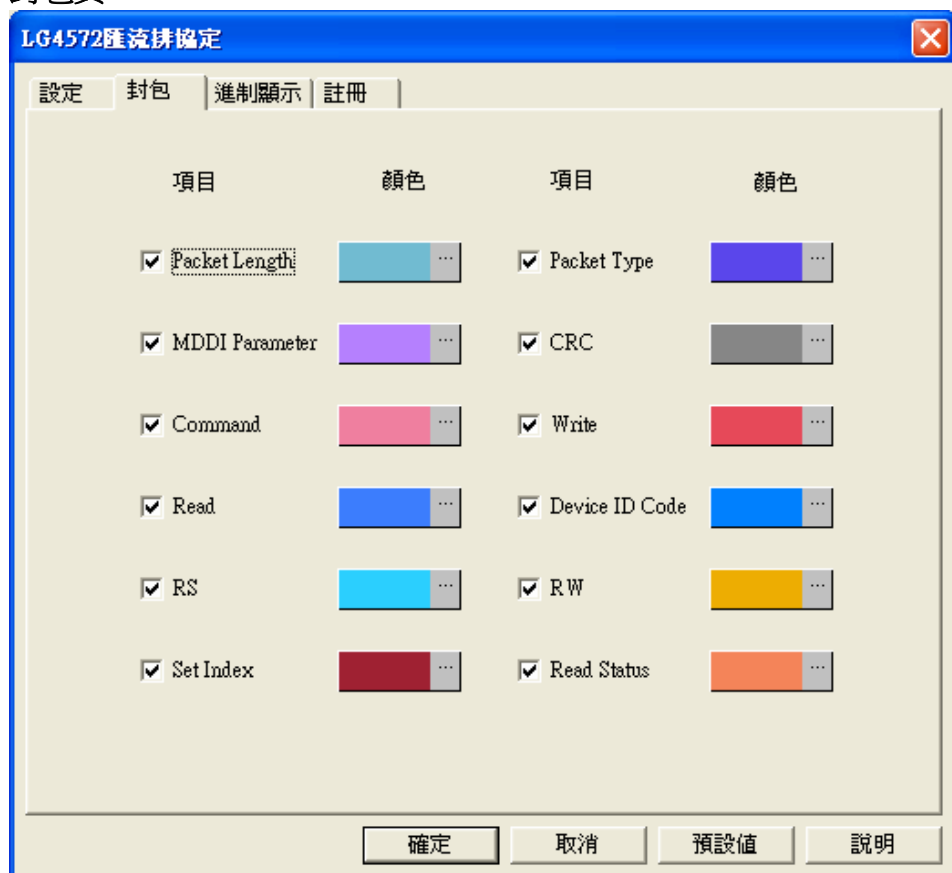 LG4572匯流排協定
設定 封包 進制顯示 註冊
項目 顏色 項目 顏色
Packet Length ... Packet Type ...
MDDI Parameter ... CRC ...
Command ... Write ...
Read ... Device ID Code ...
RS ... RW ...
Set Index ... Read Status ...
確定 取消 預設值 說明